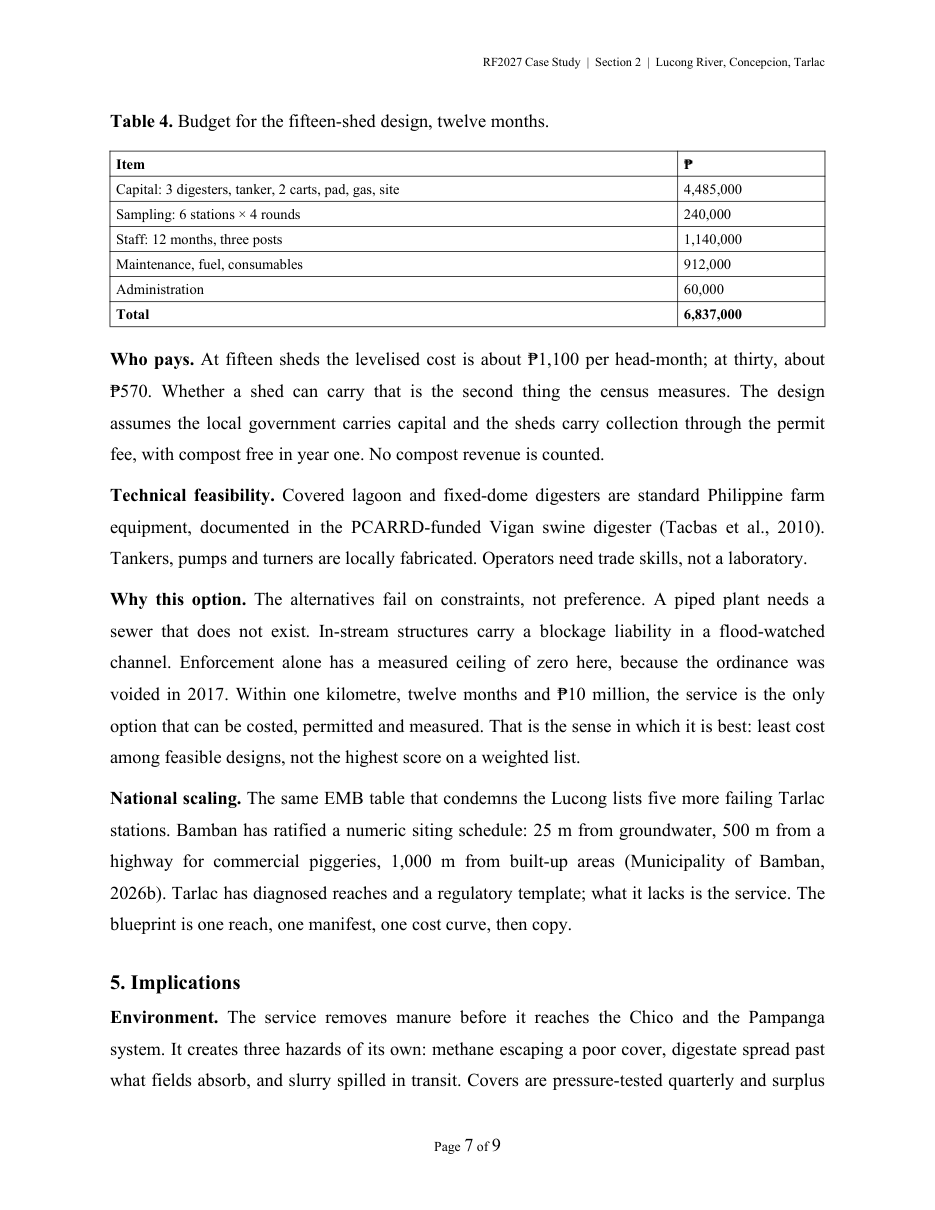 RF2027 Case Study | Section 2 | Lucong River, Concepcion, Tarlac
Table 4. Budget for the fifteen-shed design, twelve months.
Item ₱
Capital: 3 digesters, tanker, 2 carts, pad, gas, site 4,485,000
Sampling: 6 stations × 4 rounds 240,000
Staff: 12 months, three posts 1,140,000
Maintenance, fuel, consumables 912,000
Administration 60,000
Total 6,837,000
Who pays. At fifteen sheds the levelised cost is about ₱1,100 per head-month; at thirty, about
₱570. Whether a shed can carry that is the second thing the census measures. The design
assumes the local government carries capital and the sheds carry collection through the permit
fee, with compost free in year one. No compost revenue is counted.
Technical feasibility. Covered lagoon and fixed-dome digesters are standard Philippine farm
equipment, documented in the PCARRD-funded Vigan swine digester (Tacbas et al., 2010).
Tankers, pumps and turners are locally fabricated. Operators need trade skills, not a laboratory.
Why this option. The alternatives fail on constraints, not preference. A piped plant needs a
sewer that does not exist. In-stream structures carry a blockage liability in a flood-watched
channel. Enforcement alone has a measured ceiling of zero here, because the ordinance was
voided in 2017. Within one kilometre, twelve months and ₱10 million, the service is the only
option that can be costed, permitted and measured. That is the sense in which it is best: least cost
among feasible designs, not the highest score on a weighted list.
National scaling. The same EMB table that condemns the Lucong lists five more failing Tarlac
stations. Bamban has ratified a numeric siting schedule: 25 m from groundwater, 500 m from a
highway for commercial piggeries, 1,000 m from built-up areas (Municipality of Bamban,
2026b). Tarlac has diagnosed reaches and a regulatory template; what it lacks is the service. The
blueprint is one reach, one manifest, one cost curve, then copy.
5. Implications
Environment. The service removes manure before it reaches the Chico and the Pampanga
system. It creates three hazards of its own: methane escaping a poor cover, digestate spread past
what fields absorb, and slurry spilled in transit. Covers are pressure-tested quarterly and surplus
Page 7 of 9